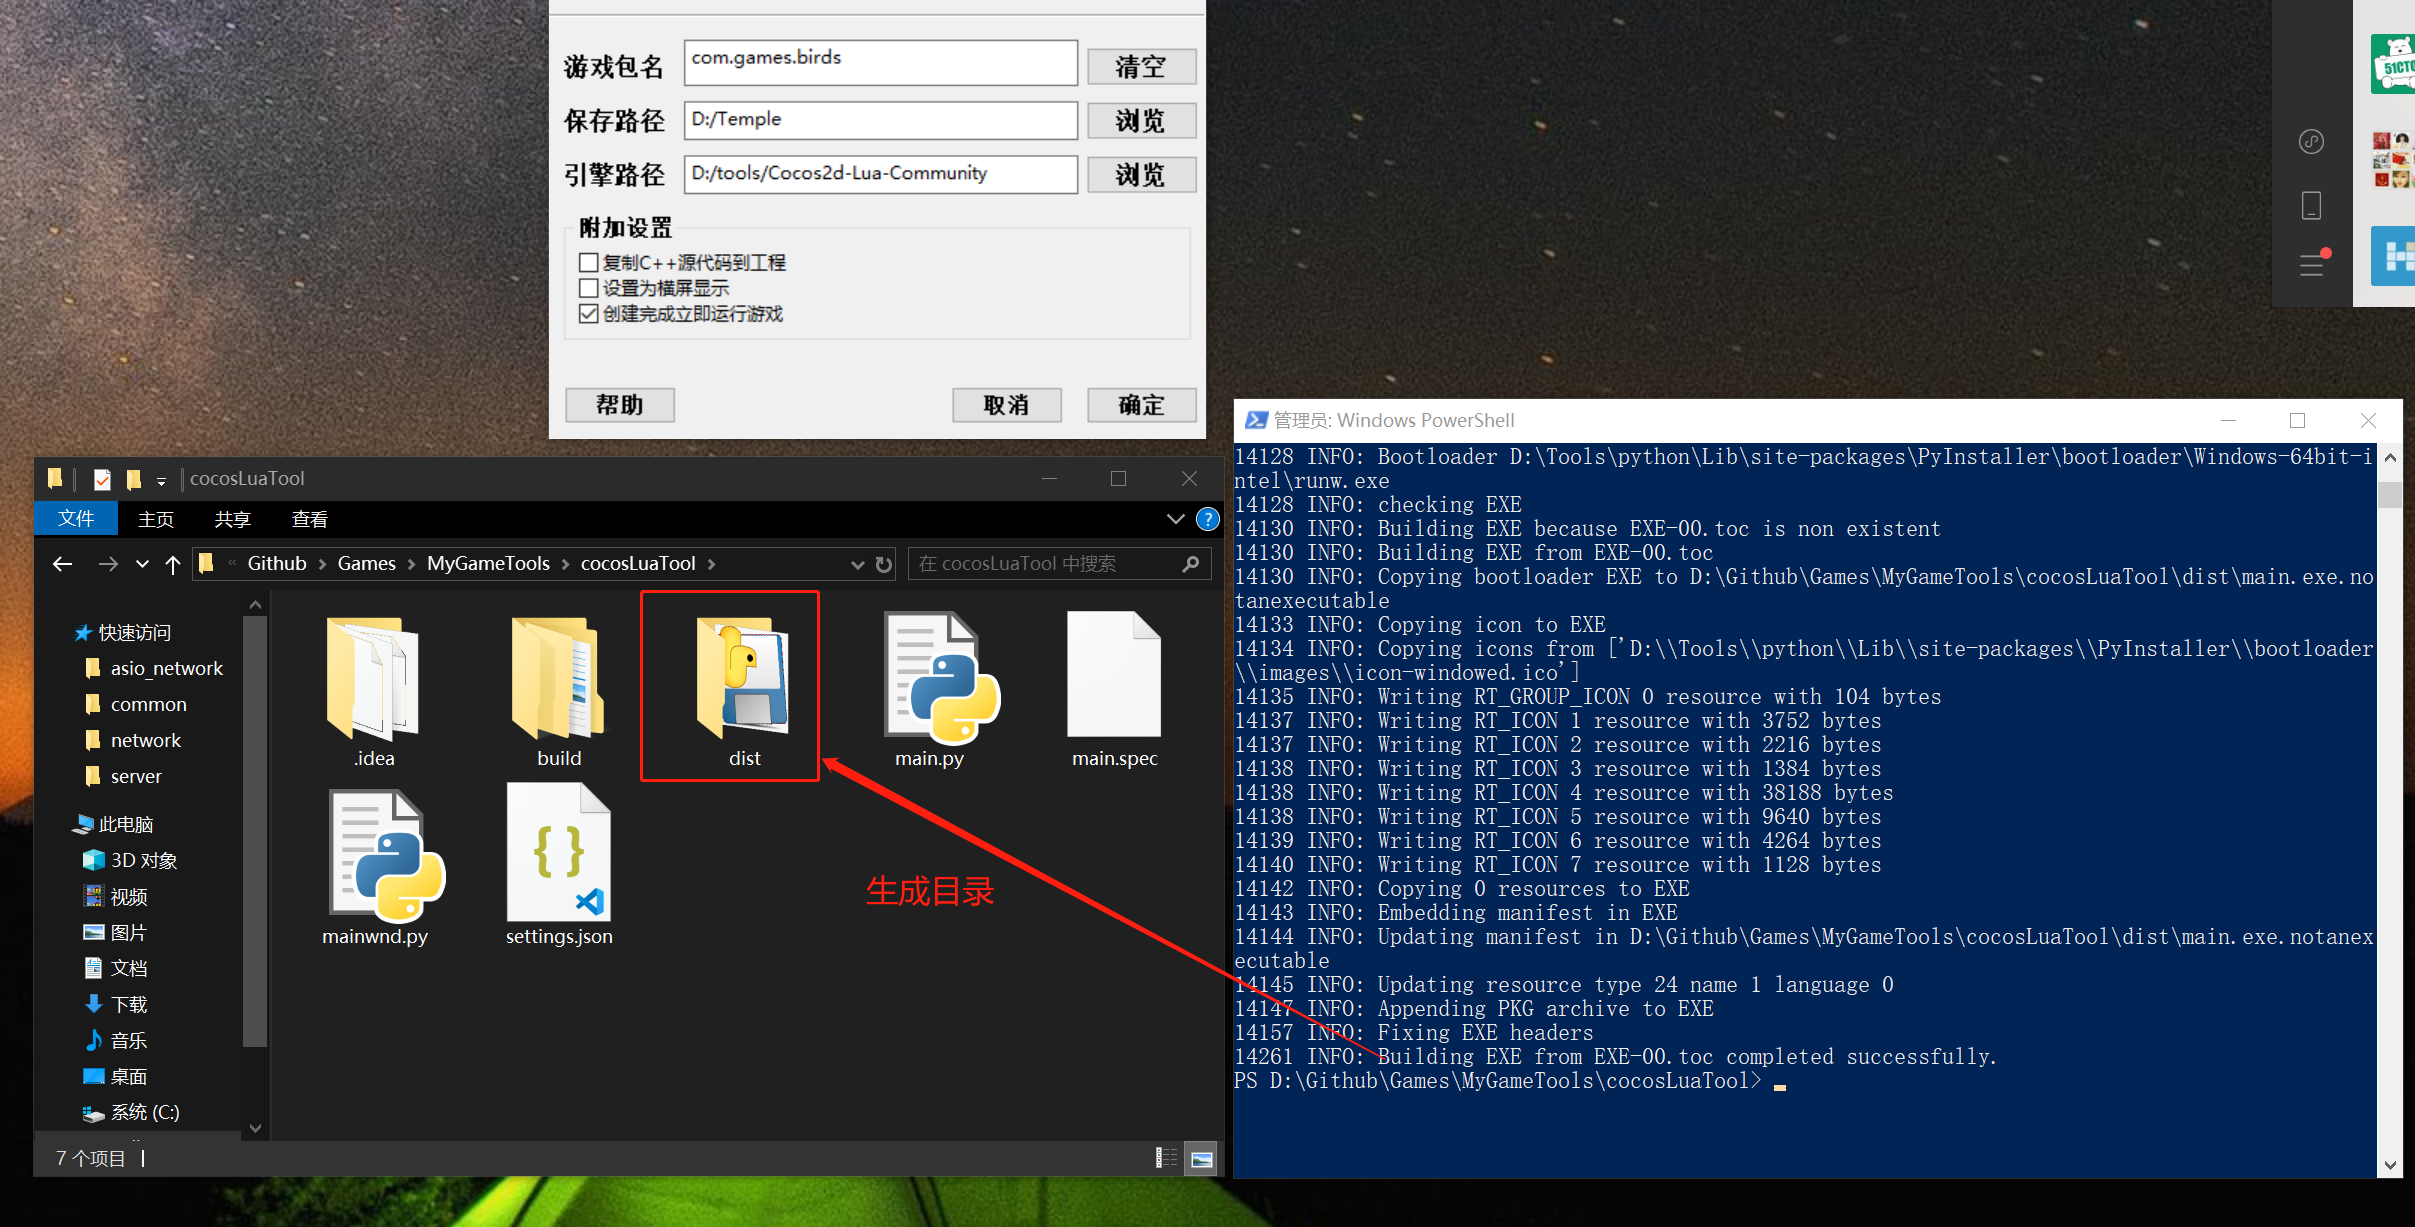 游戏包名
com.games.birds
清空
保存路径
D:/Temple
浏览
引擎路径
D:/tools/Cocos2d-Lua-Community
浏览
附加设置
复制C++源代码到工程
设置为横屏显示
创建完成立即运行游戏
帮助
取消
确定
51CTO
cocosLuaTool
文件
主页
共享
查看
Github
Games
MyGameTools
cocosLuaTool
在 cocosLuaTool 中搜索
快速访问
asio_network
common
network
server
此电脑
3D 对象
视频
图片
文档
下载
音乐
桌面
系统 (C:)
.idea
build
dist
main.py
main.spec
mainwnd.py
settings.json
生成目录
7 个项目
管理员: Windows PowerShell
14128 INFO: Bootloader D:\Tools\python\Lib\site-packages\PyInstaller\bootloader\Windows-64bit-i
ntel\runw.exe
14128 INFO: checking EXE
14130 INFO: Building EXE because EXE-00.toc is non existent
14130 INFO: Building EXE from EXE-00.toc
14130 INFO: Copying bootloader EXE to D:\Github\Games\MyGameTools\cocosLuaTool\dist\main.exe.no
tanexecutable
14133 INFO: Copying icon to EXE
14134 INFO: Copying icons from ['D:\\Tools\\python\\Lib\\site-packages\\PyInstaller\\bootloader
\\images\\icon-windowed.ico']
14135 INFO: Writing RT_GROUP_ICON 0 resource with 104 bytes
14137 INFO: Writing RT_ICON 1 resource with 3752 bytes
14137 INFO: Writing RT_ICON 2 resource with 2216 bytes
14138 INFO: Writing RT_ICON 3 resource with 1384 bytes
14138 INFO: Writing RT_ICON 4 resource with 38188 bytes
14138 INFO: Writing RT_ICON 5 resource with 9640 bytes
14139 INFO: Writing RT_ICON 6 resource with 4264 bytes
14140 INFO: Writing RT_ICON 7 resource with 1128 bytes
14142 INFO: Copying 0 resources to EXE
14143 INFO: Embedding manifest in EXE
14144 INFO: Updating manifest in D:\Github\Games\MyGameTools\cocosLuaTool\dist\main.exe.notanex
ecutable
14145 INFO: Updating resource type 24 name 1 language 0
14147 INFO: Appending PKG archive to EXE
14157 INFO: Fixing EXE headers
14261 INFO: Building EXE from EXE-00.toc completed successfully.
PS D:\Github\Games\MyGameTools\cocosLuaTool>